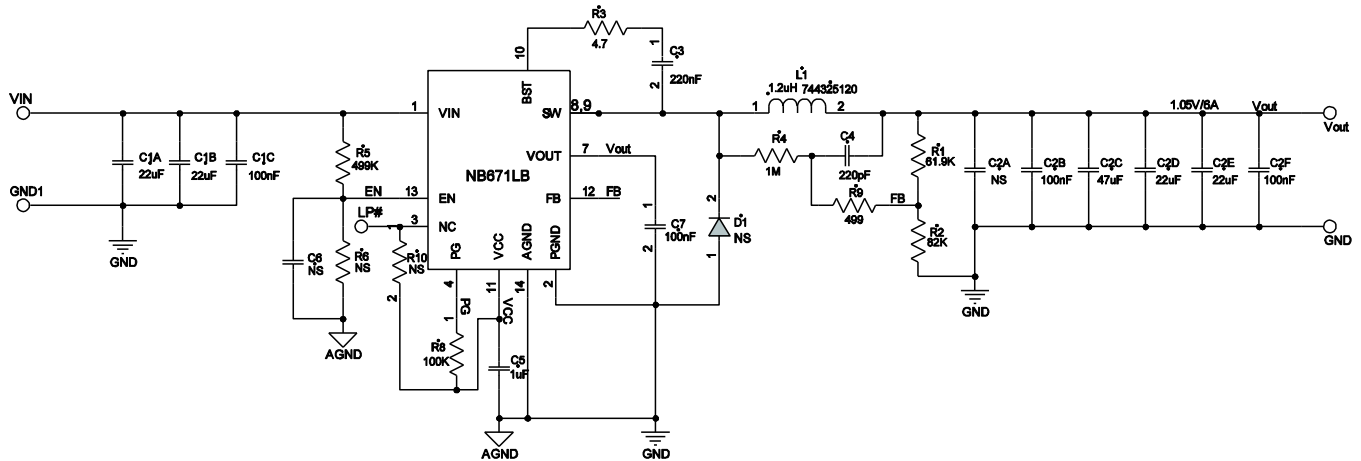 R3
4.7
10
1
C3
2
220nF
BST
L1
1.2uH 744325120
VIN
1
VIN
SW
8,9
1
2
1.05V/6A
Vout
Vout
C1A
22uF
C1B
22uF
C1C
100nF
R5
499K
VOUT
7
Vout
R4
1M
C4
220pF
R1
61.9K
C2A
NS
C2B
100nF
C2C
47uF
C2D
22uF
C2E
22uF
C2F
100nF
NB671LB
GND1
EN
13
EN
FB
12
FB
R9
499
FB
LP#
1
3
NC
1
C7
100nF
2
2
D1
NS
1
R2
82K
GND
GND
C6
NS
R6
NS
R10
NS
2
PG
VCC
AGND
PGND
4
11
14
2
PG
VCC
GND
1
R8
100K
C5
1uF
AGND
AGND
GND